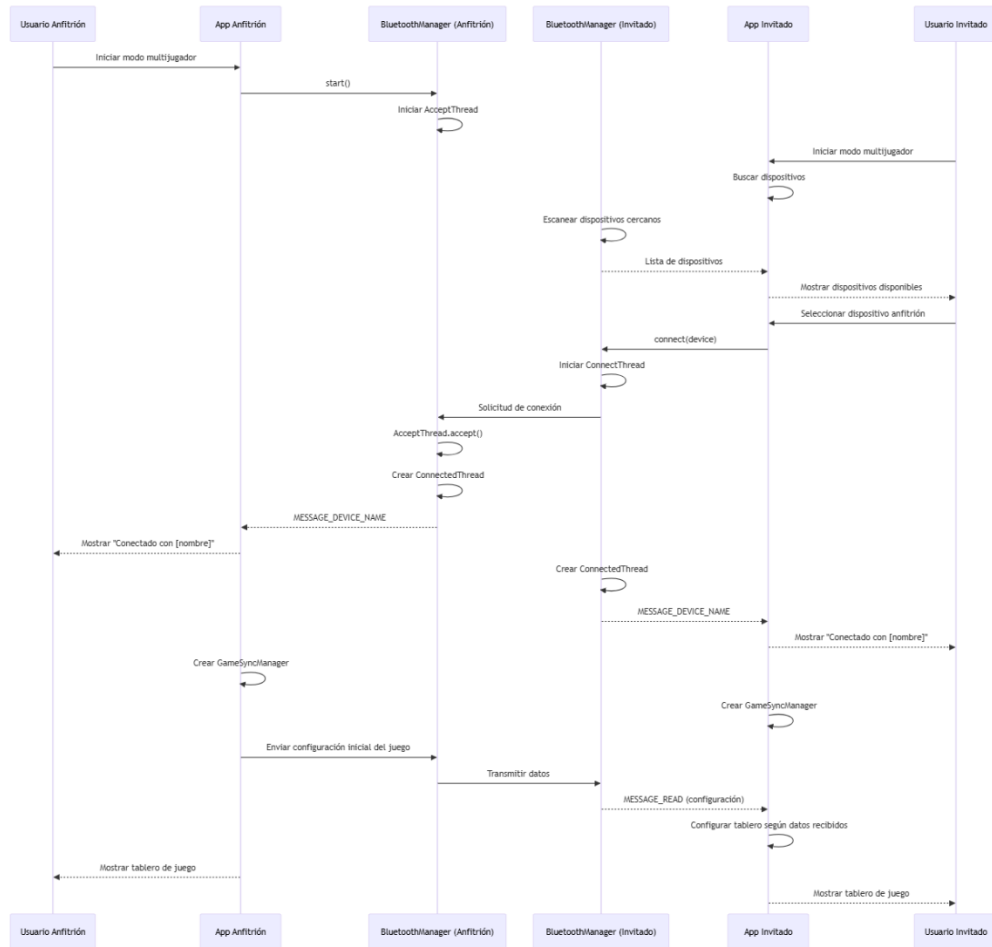 Usuario Anfitrión
App Anfitrión
BluetoothManager (Anfitrión)
BluetoothManager (Invitado)
App Invitado
Usuario Invitado
Iniciar modo multijugador
start()
Iniciar AcceptThread
Iniciar modo multijugador
Buscar dispositivos
Escanear dispositivos cercanos
Lista de dispositivos
Mostrar dispositivos disponibles
Seleccionar dispositivo anfitrión
connect(device)
Iniciar ConnectThread
Solicitud de conexión
AcceptThread.accept()
Crear ConnectedThread
MESSAGE_DEVICE_NAME
Mostrar "Conectado con [nombre]"
Crear ConnectedThread
MESSAGE_DEVICE_NAME
Mostrar "Conectado con [nombre]"
Crear GameSyncManager
Crear GameSyncManager
Enviar configuración inicial del juego
Transmitir datos
MESSAGE_READ (configuración)
Configurar tablero según datos recibidos
Mostrar tablero de juego
Mostrar tablero de juego
Usuario Anfitrión
App Anfitrión
BluetoothManager (Anfitrión)
BluetoothManager (Invitado)
App Invitado
Usuario Invitado